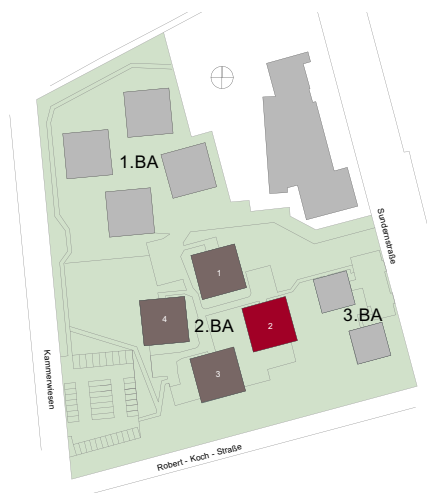 1.BA
Sundernstraße
1
4
2.BA
2
3.BA
3
Kammerwiesen
Robert - Koch - Straße